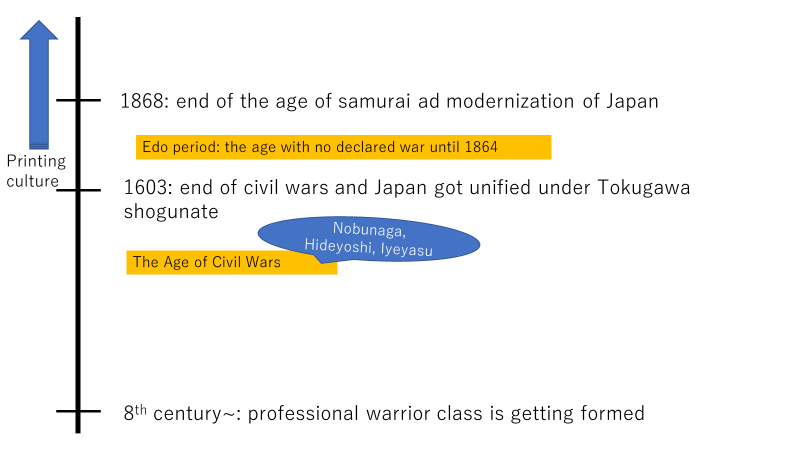 1868: end of the age of samurai ad modernization of Japan
Edo period: the age with no declared war until 1864
Printing
culture
1603: end of civil wars and Japan got unified under Tokugawa
shogunate
Nobunaga,
Hideyoshi, Iyeyasu
The Age of Civil Wars
8th century~: professional warrior class is getting formed